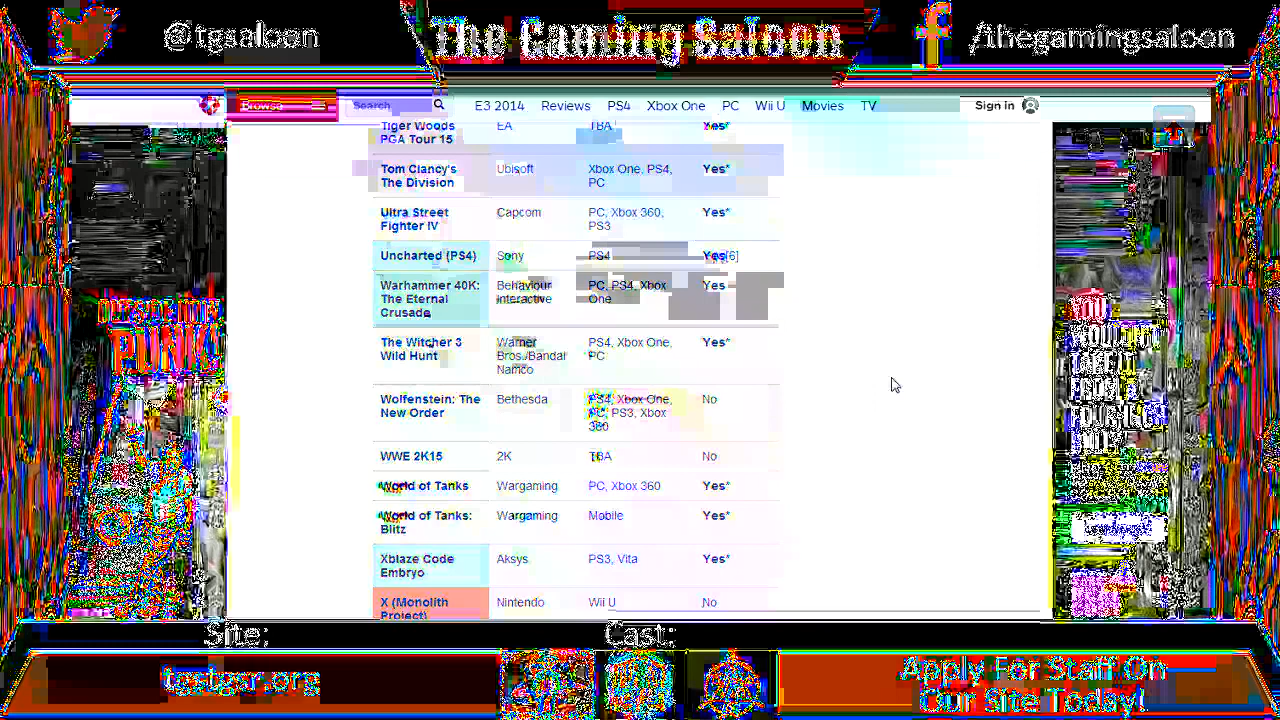 @tgsaloon
The Gaming Saloon
/thegamingsaloon
Browse
Search
E3 2014 Reviews PS4 Xbox One PC Wii U Movies TV
Sign in
Tiger Woods PGA Tour 15 EA TBA Yes*
Tom Clancy's The Division Ubisoft Xbox One, PS4, PC Yes*
Ultra Street Fighter IV Capcom PC, Xbox 360, PS3 Yes*
Uncharted (PS4) Sony PS4 Yes[6]
Warhammer 40K: The Eternal Crusade Behaviour Interactive PC, PS4, Xbox One Yes
The Witcher 3 Wild Hunt Warner Bros./Bandai Namco PS4, Xbox One, PC Yes*
Wolfenstein: The New Order Bethesda PS4, Xbox One, PC, PS3, Xbox 360 No
WWE 2K15 2K TBA No
World of Tanks Wargaming PC, Xbox 360 Yes*
World of Tanks: Blitz Wargaming Mobile Yes*
Xblaze Code Embryo Aksys PS3, Vita Yes*
X (Monolith Project) Nintendo Wii U No
Site:
Cast:
Apply For Staff On
Our Site Today!